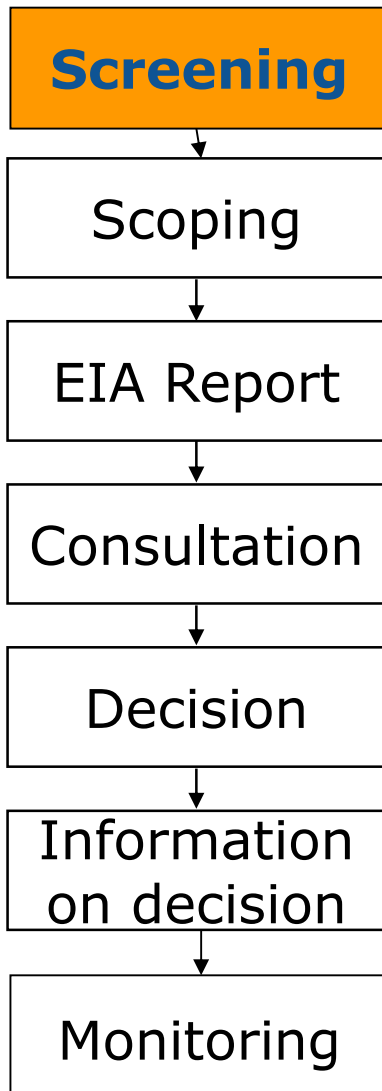 Screening
Scoping
EIA Report
Consultation
Decision
Information
on decision
Monitoring